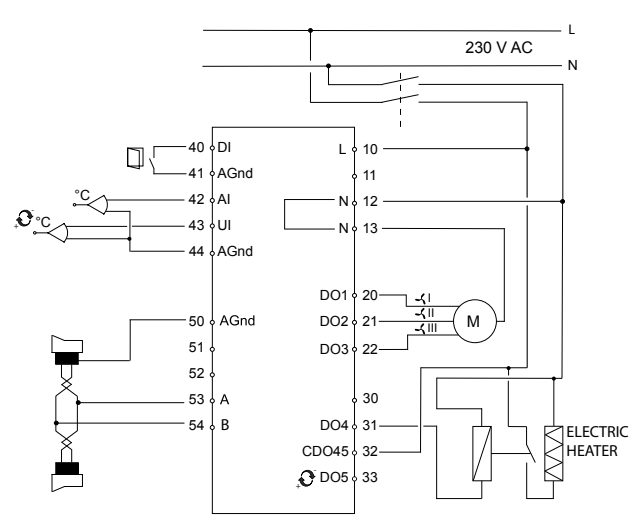 L
230 V AC
N
40 DI
41 AGnd
42 AI
43 UI
44 AGnd
°C
°C
50 AGnd
51
52
53 A
54 B
L 10
11
N 12
N 13
DO1 20
DO2 21
DO3 22
I
II
III
M
30
DO4 31
CDO45 32
DO5 33
ELECTRIC
HEATER